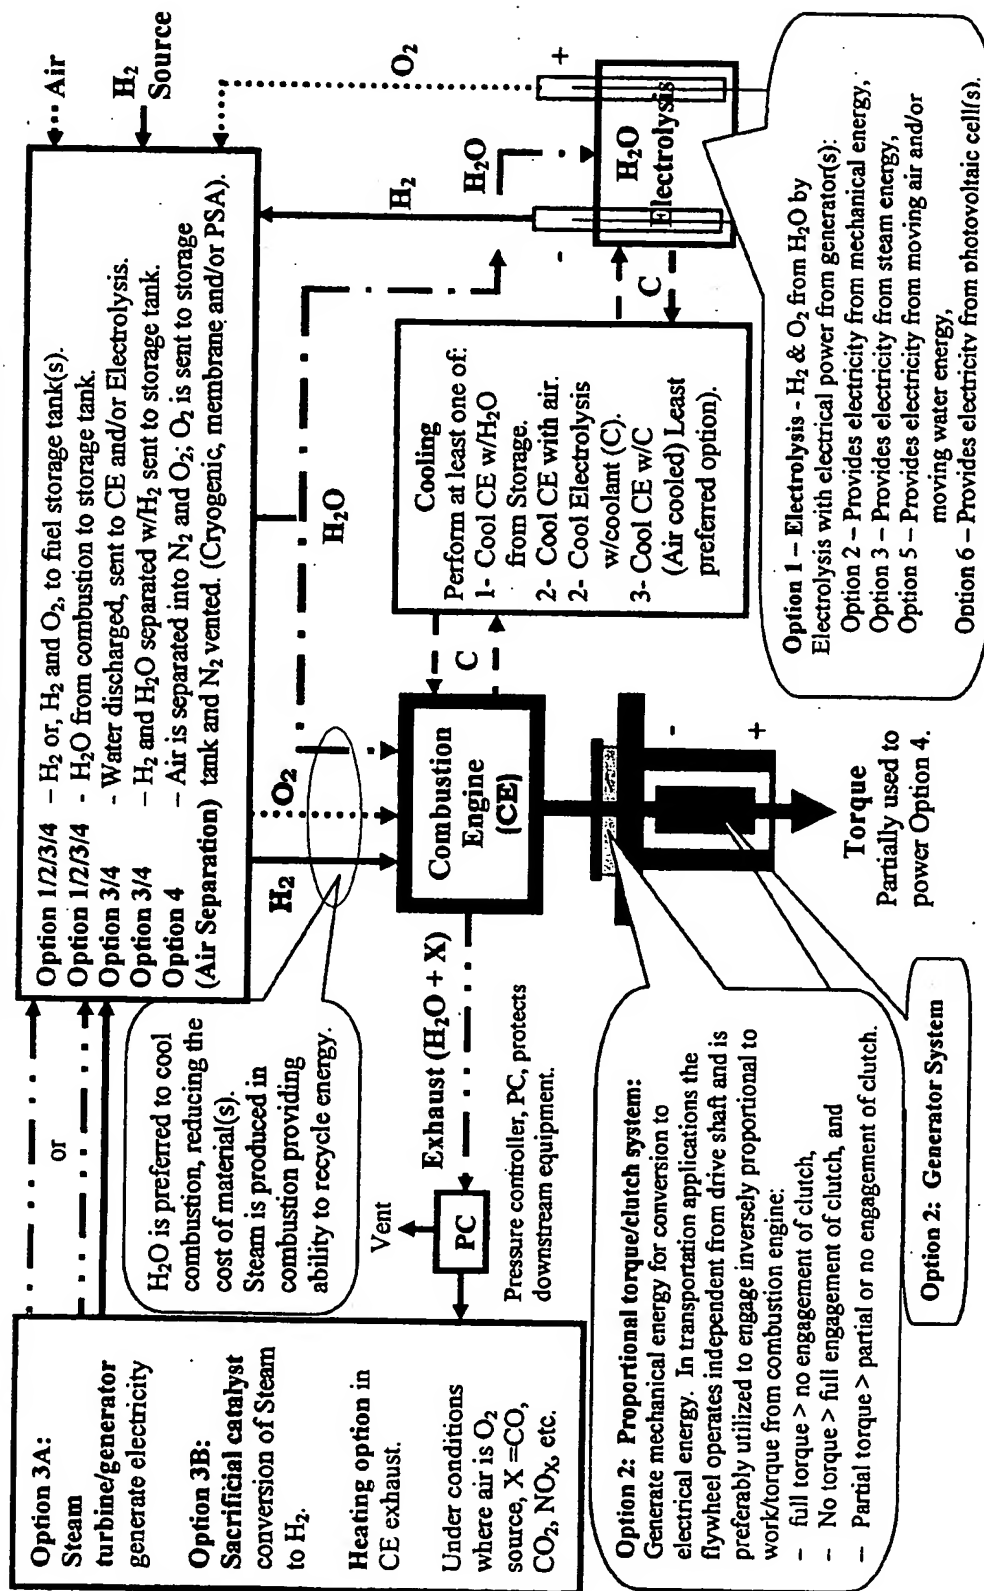 Option 3A:
Steam
turbine/generator
generate electricity
Option 3B:
Sacrificial catalyst
conversion of Steam
to H₂.
Heating option in
CE exhaust.
Under conditions
where air is O₂
source, X =CO,
CO₂, NOₓ, etc.
or
Option 1/2/3/4 – H₂ or, H₂ and O₂, to fuel storage tank(s).
Option 1/2/3/4 - H₂O from combustion to storage tank.
Option 3/4 - Water discharged, sent to CE and/or Electrolysis.
Option 3/4 – H₂ and H₂O separated w/H₂ sent to storage tank.
Option 4 – Air is separated into N₂ and O₂; O₂ is sent to storage
(Air Separation) tank and N₂ vented. (Cryogenic, membrane and/or PSA).
Air
H₂
Source
H₂O is preferred to cool
combustion, reducing the
cost of material(s).
Steam is produced in
combustion providing
ability to recycle energy.
H₂
O₂
H₂O
H₂O
H₂
O₂
Vent
PC
Exhaust (H₂O + X)
Pressure controller, PC, protects
downstream equipment.
Combustion
Engine
(CE)
C
Cooling
Perform at least one of:
1- Cool CE w/H₂O
from Storage.
2- Cool CE with air.
2- Cool Electrolysis
w/coolant (C).
3- Cool CE w/C
(Air cooled) Least
preferred option).
C
-
+
H₂O
Electrolysis
Option 2: Proportional torque/clutch system:
Generate mechanical energy for conversion to
electrical energy. In transportation applications the
flywheel operates independent from drive shaft and is
preferably utilized to engage inversely proportional to
work/torque from combustion engine:
– full torque > no engagement of clutch,
– No torque > full engagement of clutch, and
– Partial torque > partial or no engagement of clutch.
-
+
Torque
Partially used to
power Option 4.
Option 2: Generator System
Option 1 – Electrolysis - H₂ & O₂ from H₂O by
Electrolysis with electrical power from generator(s):
Option 2 – Provides electricity from mechanical energy,
Option 3 – Provides electricity from steam energy,
Option 5 – Provides electricity from moving air and/or
moving water energy,
Option 6 – Provides electricity from photovoltaic cell(s).